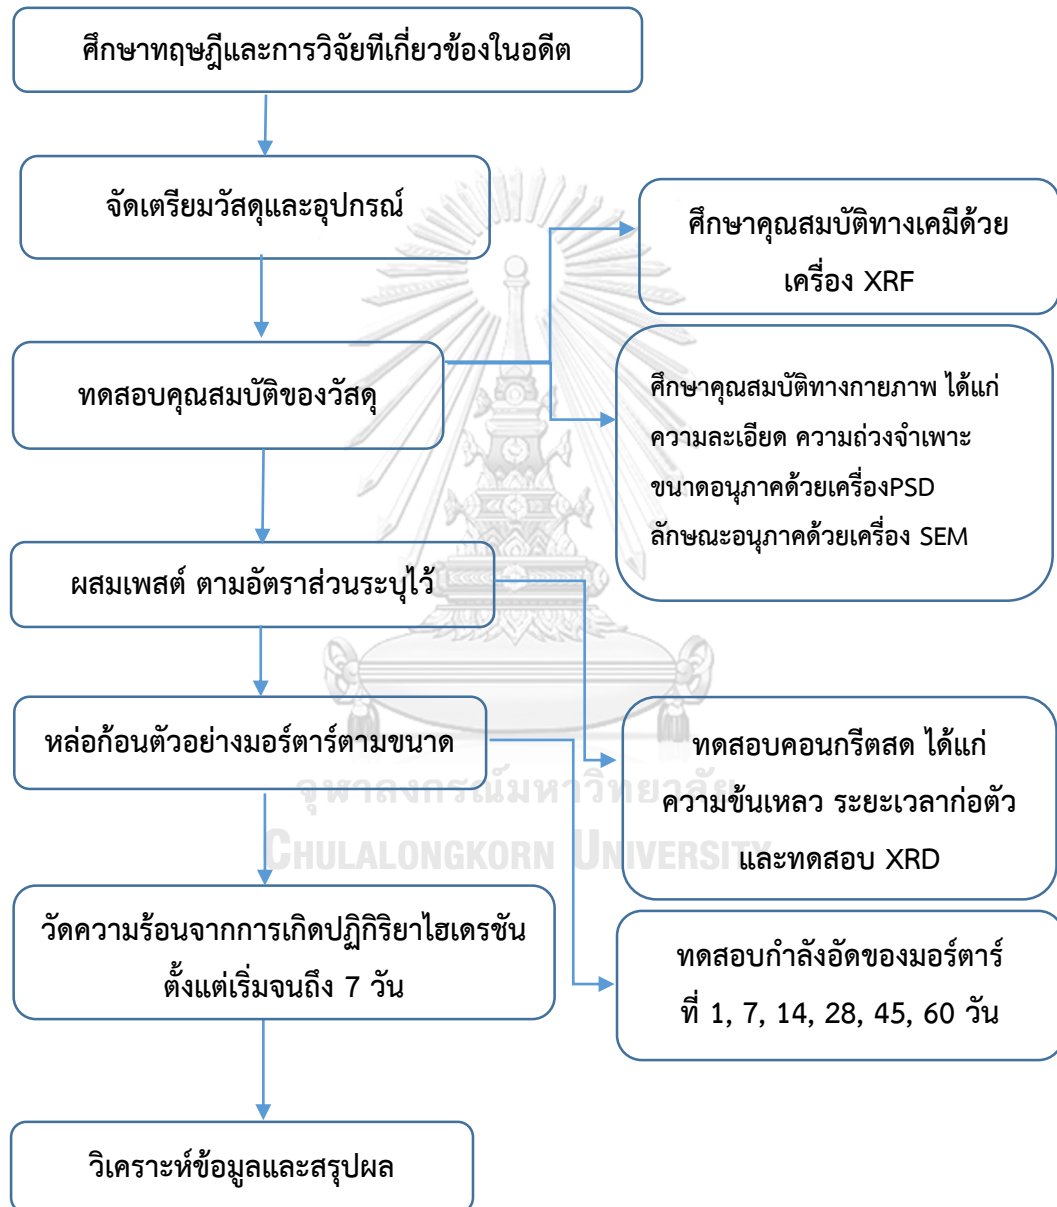 ศึกษาทฤษฎีและการวิจัยทีเกี่ยวข้องในอดีต
จัดเตรียมวัสดุและอุปกรณ์
ศึกษาคุณสมบัติทางเคมีด้วย
เครื่อง XRF
ทดสอบคุณสมบัติของวัสดุ
ศึกษาคุณสมบัติทางกายภาพ ได้แก่
ความละเอียด ความถ่วงจำเพาะ
ขนาดอนุภาคด้วยเครื่องPSD
ลักษณะอนุภาคด้วยเครื่อง SEM
ผสมเพสต์ ตามอัตราส่วนระบุไว้
หล่อก้อนตัวอย่างมอร์ตาร์ตามขนาด
ทดสอบคอนกรีตสด ได้แก่
ความข้นเหลว ระยะเวลาก่อตัว
และทดสอบ XRD
จุฬาลงกรณ์มหาวิทยาลัย
CHULALONGKORN UNIVERSITY
วัดความร้อนจากการเกิดปฏิกิริยาไฮเดรชัน
ตั้งแต่เริ่มจนถึง 7 วัน
ทดสอบกำลังอัดของมอร์ตาร์
ที่ 1, 7, 14, 28, 45, 60 วัน
วิเคราะห์ข้อมูลและสรุปผล